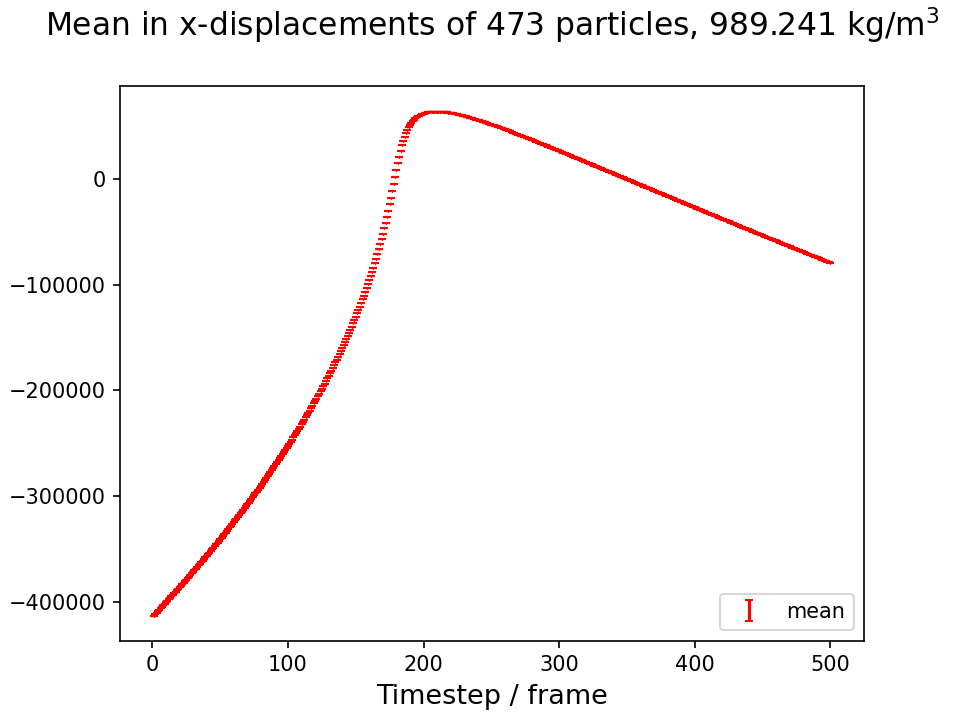 Mean in x-displacements of 473 particles, 989.241 kg/m³
0
−100000
−200000
−300000
−400000
mean
0 100 200 300 400 500
Timestep / frame